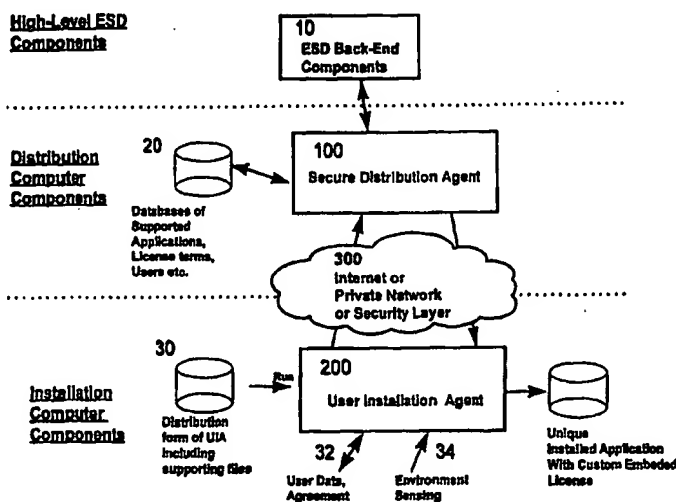 High-Level ESD
Components
10
ESD Back-End
Components
Distribution
Computer
Components
20
Databases of
Supported
Applications,
License terms,
Users etc.
100
Secure Distribution Agent
300
Internet or
Private Network
or Security Layer
Installation
Computer
Components
30
Distribution
form of UIA
including
supporting files
Run
200
User Installation Agent
32
User Data,
Agreement
34
Environment
Sensing
Unique
Installed Application
With Custom Embeded
License